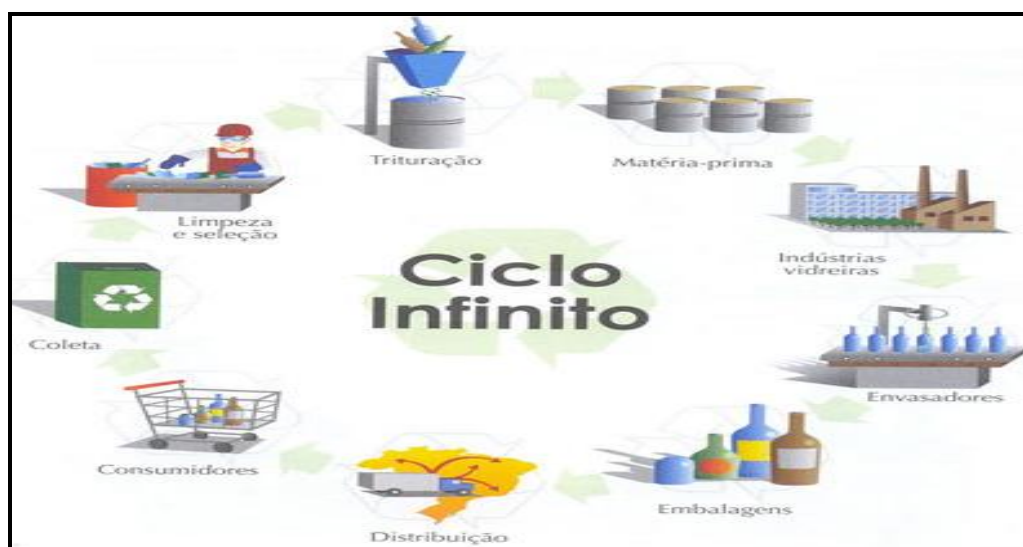 Trituração
Matéria-prima
Limpeza
e seleção
Ciclo
Infinito
Indústrias
vidreiras
Coleta
Envasadores
Consumidores
Embalagens
Distribuição